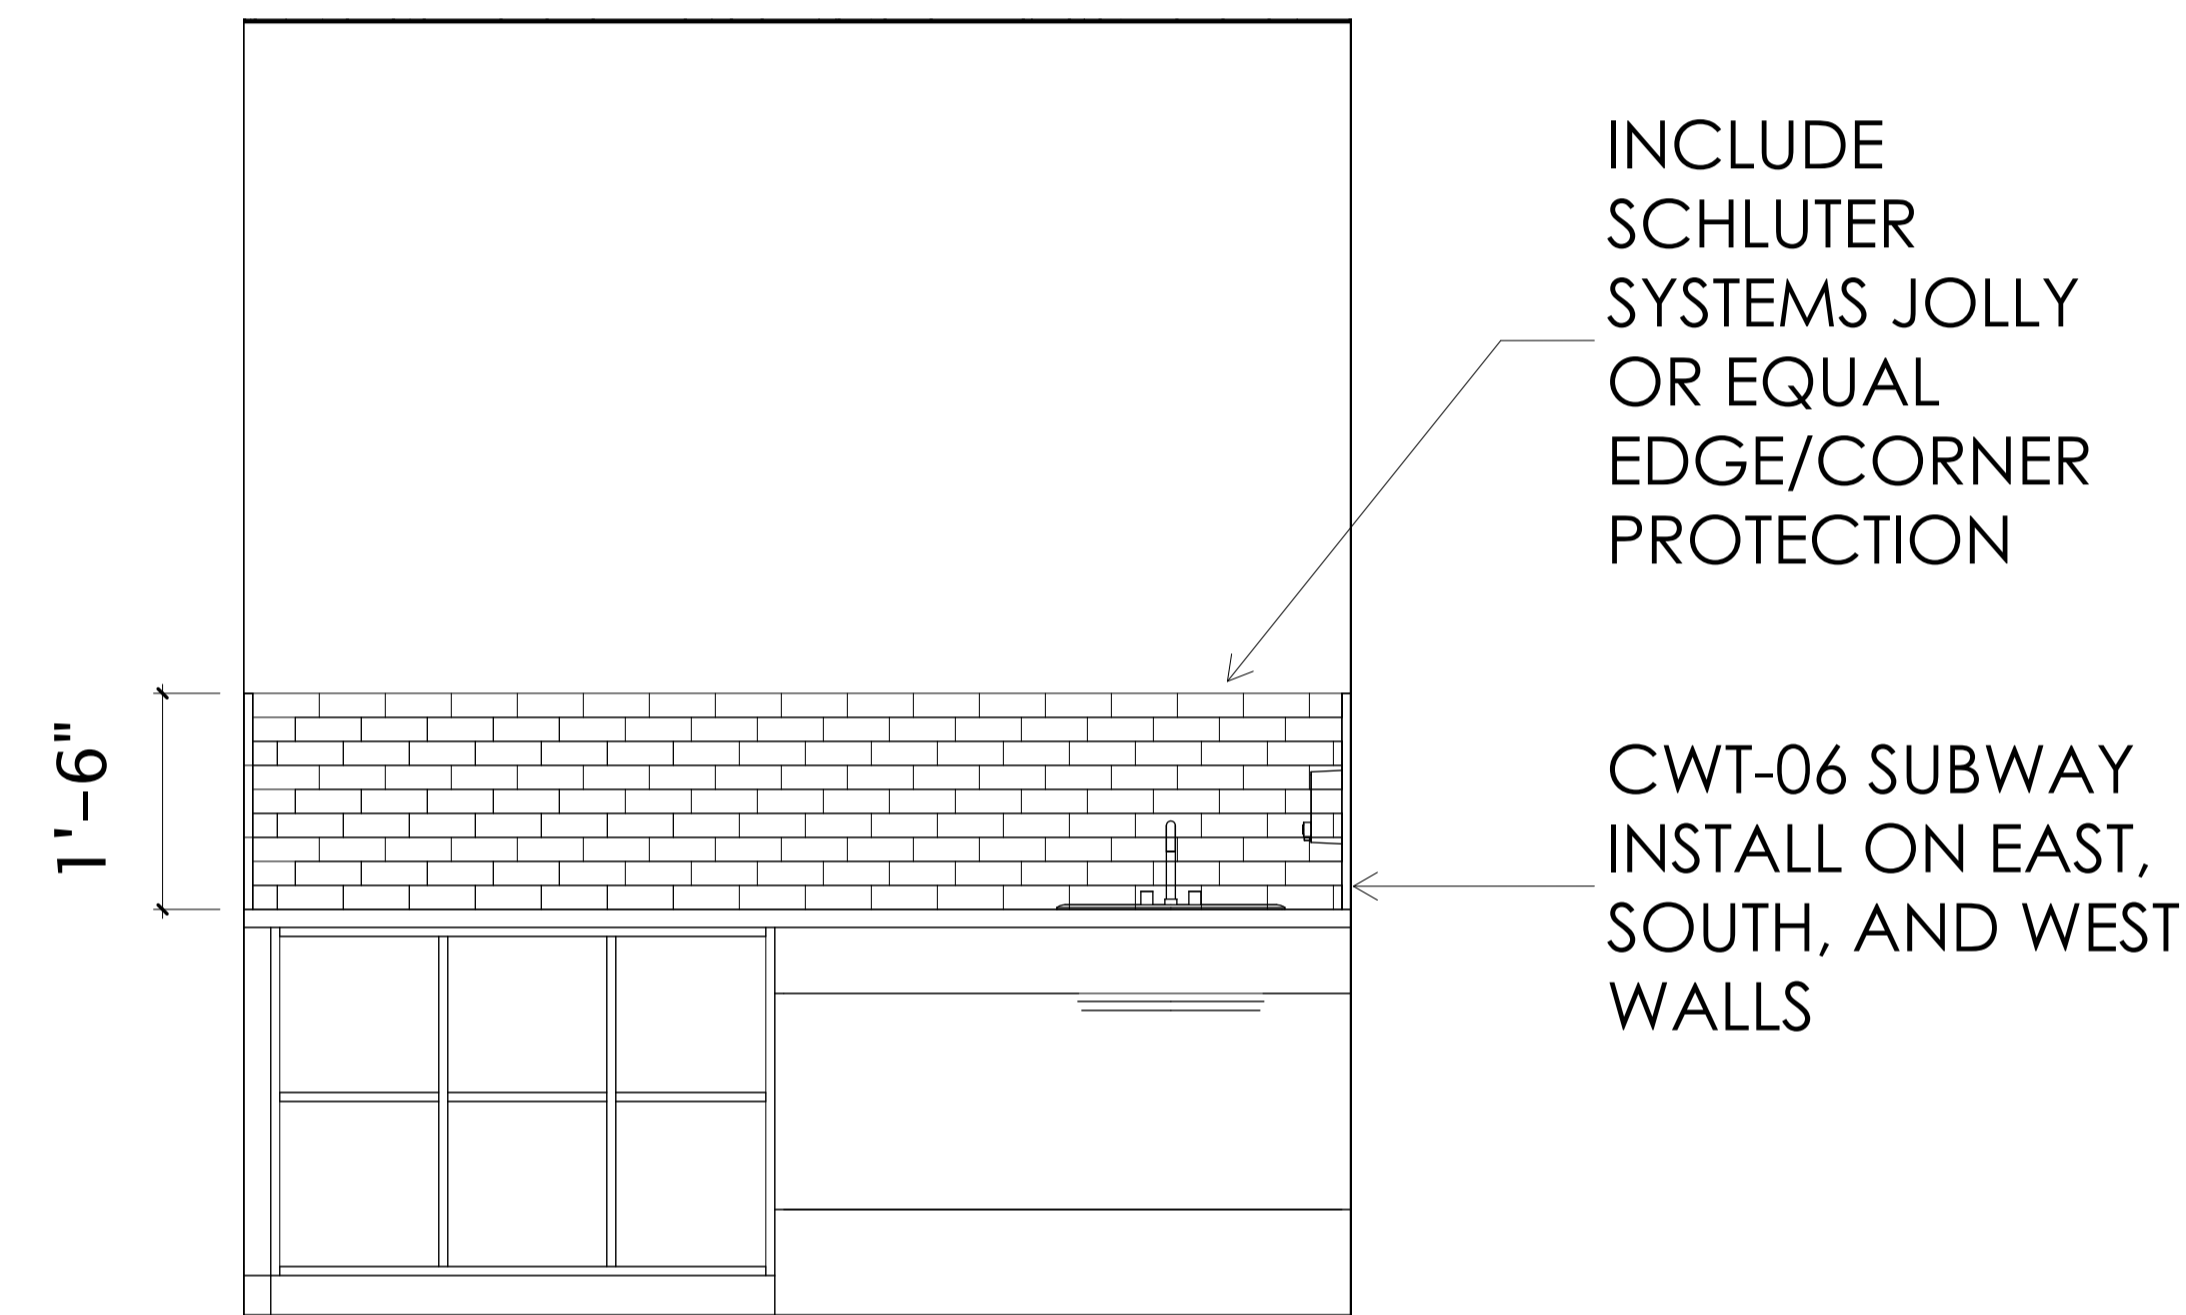 INCLUDE
SCHLUTER
SYSTEMS JOLLY
OR EQUAL
EDGE/CORNER
PROTECTION
1'-6"
CWT-06 SUBWAY
INSTALL ON EAST,
SOUTH, AND WEST
WALLS